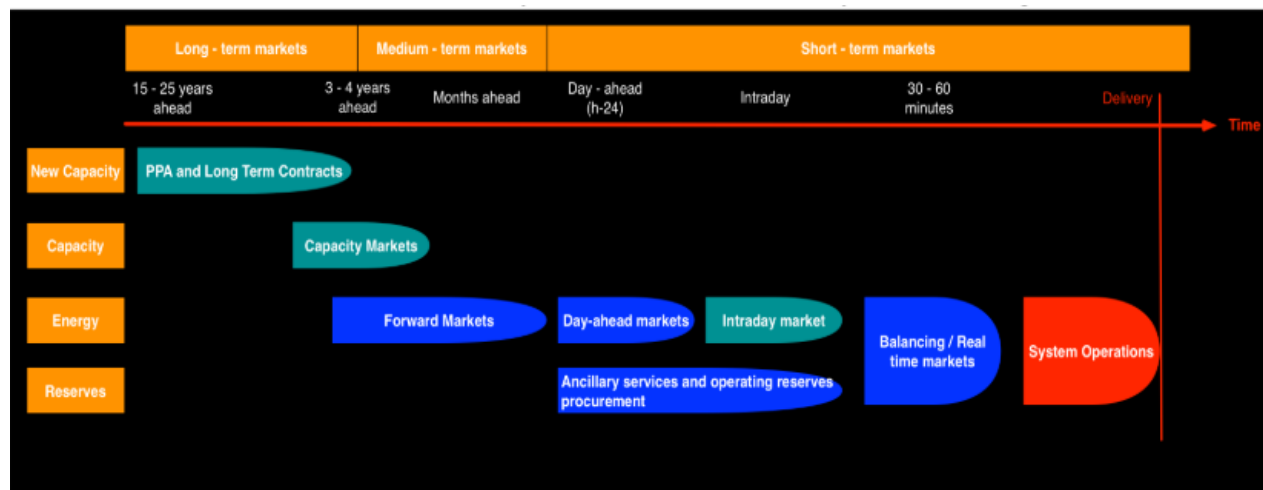 Long - term markets
Medium - term markets
Short - term markets
15 - 25 years
ahead
3 - 4 years
ahead
Months ahead
Day - ahead
(h-24)
Intraday
30 - 60
minutes
Delivery
Time
New Capacity
PPA and Long Term Contracts
Capacity
Capacity Markets
Energy
Forward Markets
Day-ahead markets
Intraday market
Balancing / Real
time markets
System Operations
Reserves
Ancillary services and operating reserves
procurement